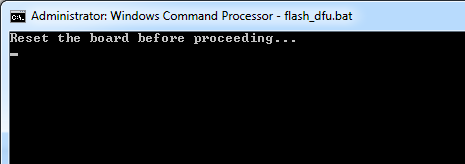 Administrator: Windows Command Processor - flash_dfu.bat
Reset the board before proceeding...